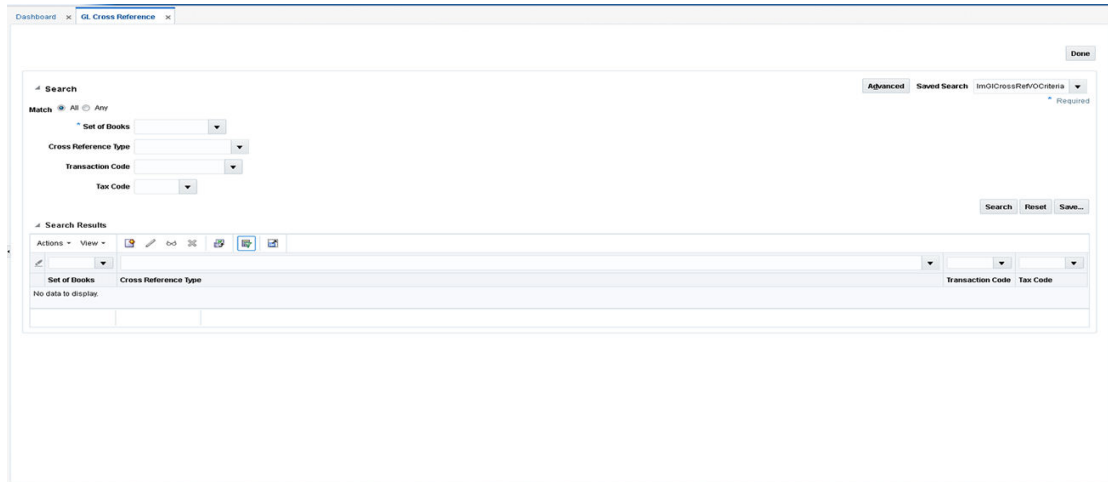 Dashboard GL Cross Reference
Done
Search Advanced Saved Search ImGlCrossRefVOCriteria
* Required
Match All Any
* Set of Books
Cross Reference Type
Transaction Code
Tax Code
Search Reset Save...
Search Results
Actions View
Set of Books Cross Reference Type Transaction Code Tax Code
No data to display.